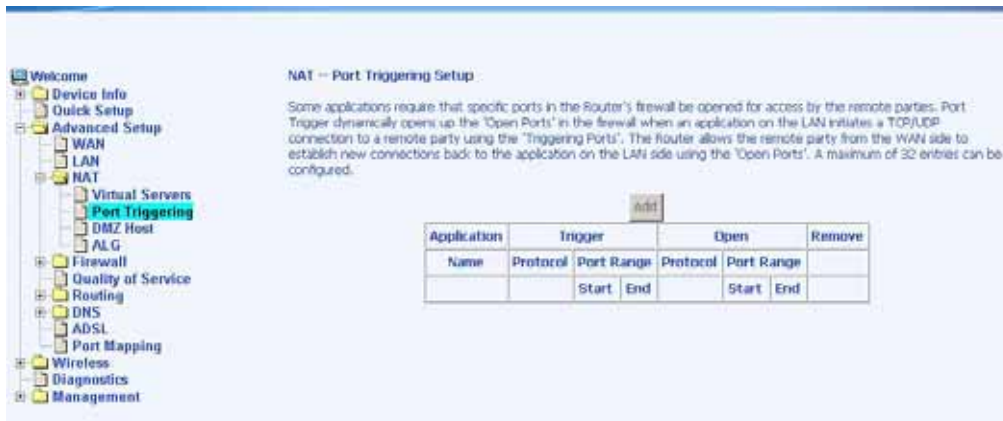 Welcome
Device Info
Quick Setup
Advanced Setup
WAN
LAN
NAT
Virtual Servers
Port Triggering
DMZ Host
ALG
Firewall
Quality of Service
Routing
DNS
ADSL
Port Mapping
Wireless
Diagnostics
Management
NAT -- Port Triggering Setup
Some applications require that specific ports in the Router's firewall be opened for access by the remote parties. Port
Trigger dynamically opens up the 'Open Ports' in the firewall when an application on the LAN initiates a TCP/UDP
connection to a remote party using the 'Triggering Ports'. The Router allows the remote party from the WAN side to
establish new connections back to the application on the LAN side using the 'Open Ports'. A maximum of 32 entries can be
configured.
Add
Application Trigger Open Remove
Name Protocol Port Range Protocol Port Range
Start End Start End